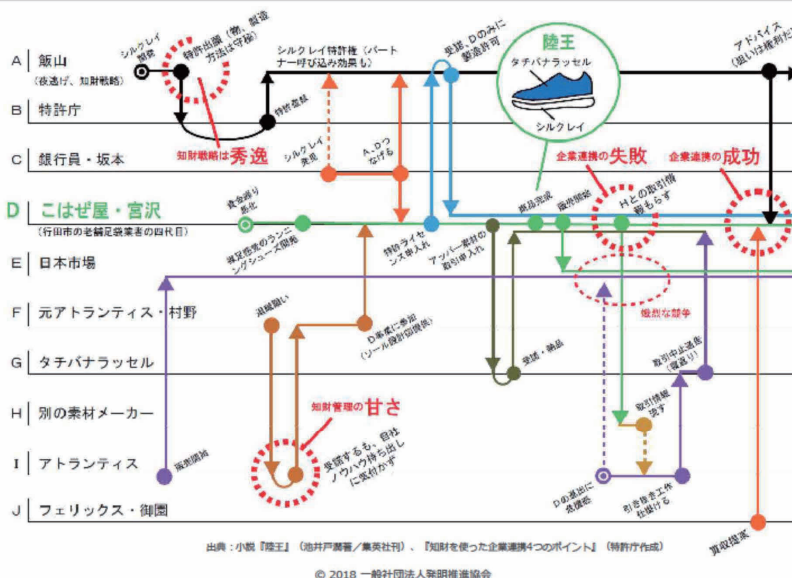 A 飯山
(夜逃げ、知財戦略)
B 特許庁
C 銀行員・坂本
D こはぜ屋・宮沢
(行田市の老舗足袋業者の四代目)
E 日本市場
F 元アトランティス・村野
G タチバナラッセル
H 別の素材メーカー
I アトランティス
J フェリックス・御園
シルクレイ
開発
特許出願(物、製造
方法は守秘)
知財戦略は秀逸
特許登録
シルクレイ特許権(パート
ナー呼び込み効果も)
シルクレイ
発見
A、Dつ
なげる
受諾、Dのみに
製造許可
陸王
タチバナラッセル
シルクレイ
アドバイス
企業連携の失敗
企業連携の成功
資金繰り
悪化
裸足感覚のランニ
ングシューズ開発
特許ライセ
ンス申入れ
アッパー素材の
取引申入れ
商品完成
販売開始
Hとの取引情
報もらす
熾烈な競争
退職願い
D事業に参加
(ソール設計図提供)
受諾・納品
取引中止通告
(寝返り)
知財管理の甘さ
受諾するも、自社
ノウハウ持ち出し
に気付かず
販売開始
取引情報
流す
Dの進出に
危機感
引き抜き工作
仕掛ける
買収提案
出典:小説『陸王』(池井戸潤著/集英社刊)、『知財を使った企業連携4つのポイント』(特許庁作成)
© 2018 一般社団法人発明推進協会